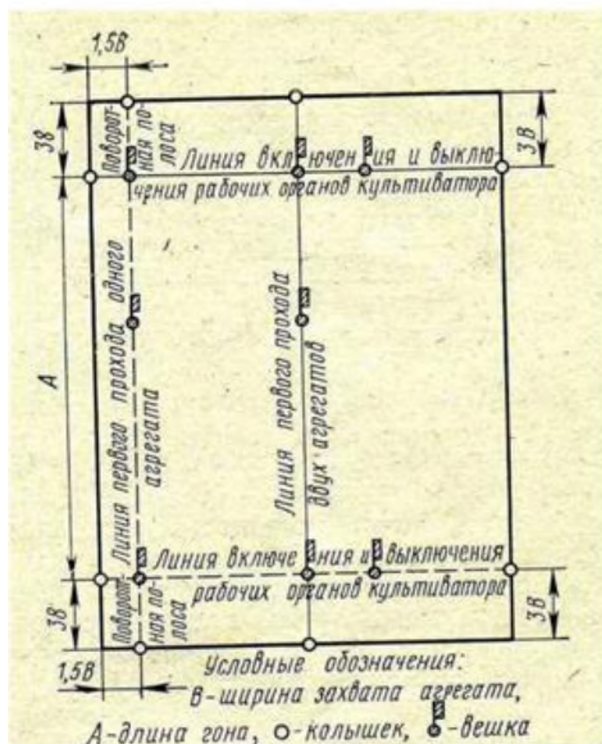 1,5В
3В
Поворот-
ная по-
лоса
3В
Линия включения и выклю-
чения рабочих органов культиватора
А
Линия первого прохода одного
агрегата
Линия первого прохода
двух агрегатов
Линия включения и выключения
рабочих органов культиватора
3В
Поворот-
ная по-
лоса
3В
1,5В
Условные обозначения:
В-ширина захвата агрегата,
А-длина гона, -колышек, -вешка